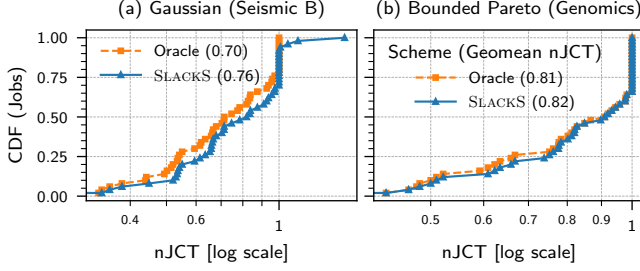 (a) Gaussian (Seismic B)
CDF (Jobs)
1.00
0.75
0.50
0.25
0.00
Oracle (0.70)
SLACKS (0.76)
0.4
0.6
1
nJCT [log scale]
(b) Bounded Pareto (Genomics)
Scheme (Geomean nJCT)
Oracle (0.81)
SLACKS (0.82)
0.5
0.6
0.7
0.8
0.9
1
nJCT [log scale]